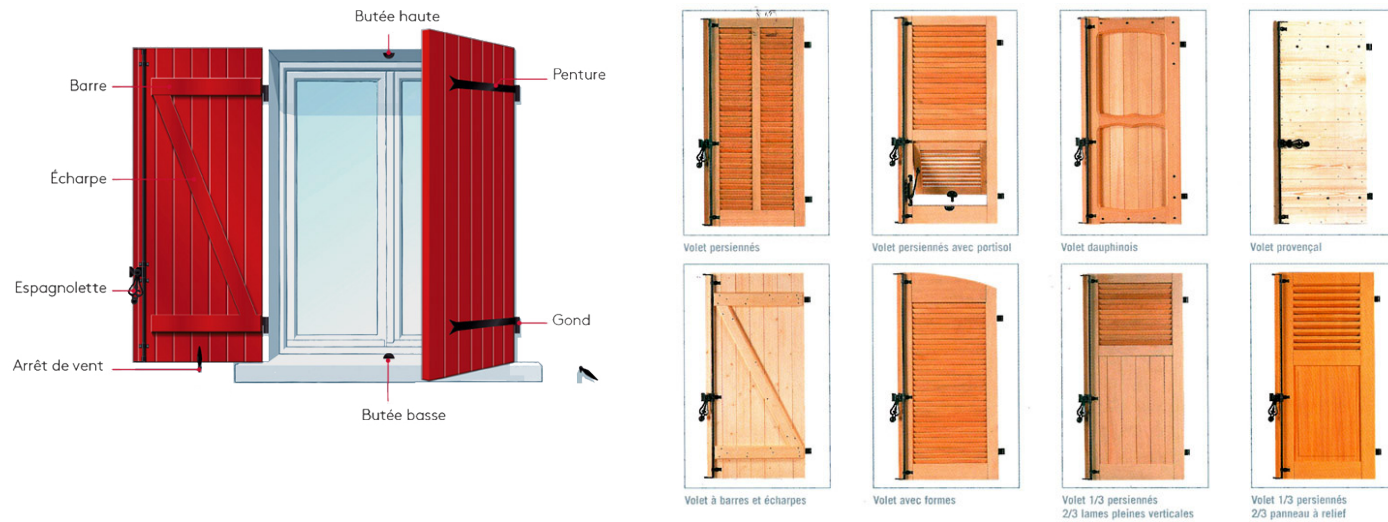 Butée haute
Barre
Penture
Écharpe
Espagnolette
Gond
Arrêt de vent
Butée basse
Volet persiennés
Volet persiennés avec portisol
Volet dauphinois
Volet provençal
Volet à barres et écharpes
Volet avec formes
Volet 1/3 persiennés
2/3 lames pleines verticales
Volet 1/3 persiennés
2/3 panneau à relief